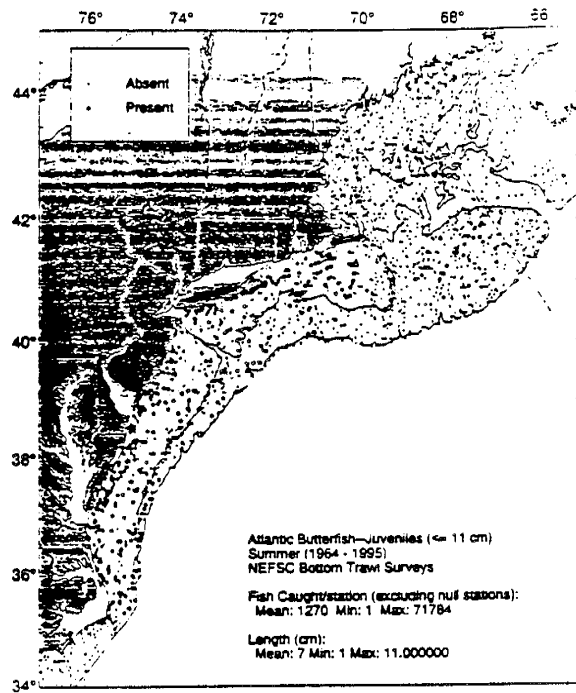 76° 74° 72° 70° 68° 66
Absent
Present
44°
42°
40°
38°
36°
34°
Atlantic Butterfish—Juveniles (<= 11 cm)
Summer (1964 - 1995)
NEFSC Bottom Trawl Surveys
Fish Caught/station (excluding null stations):
Mean: 1270 Min: 1 Max: 71784
Length (cm):
Mean: 7 Min: 1 Max: 11.000000